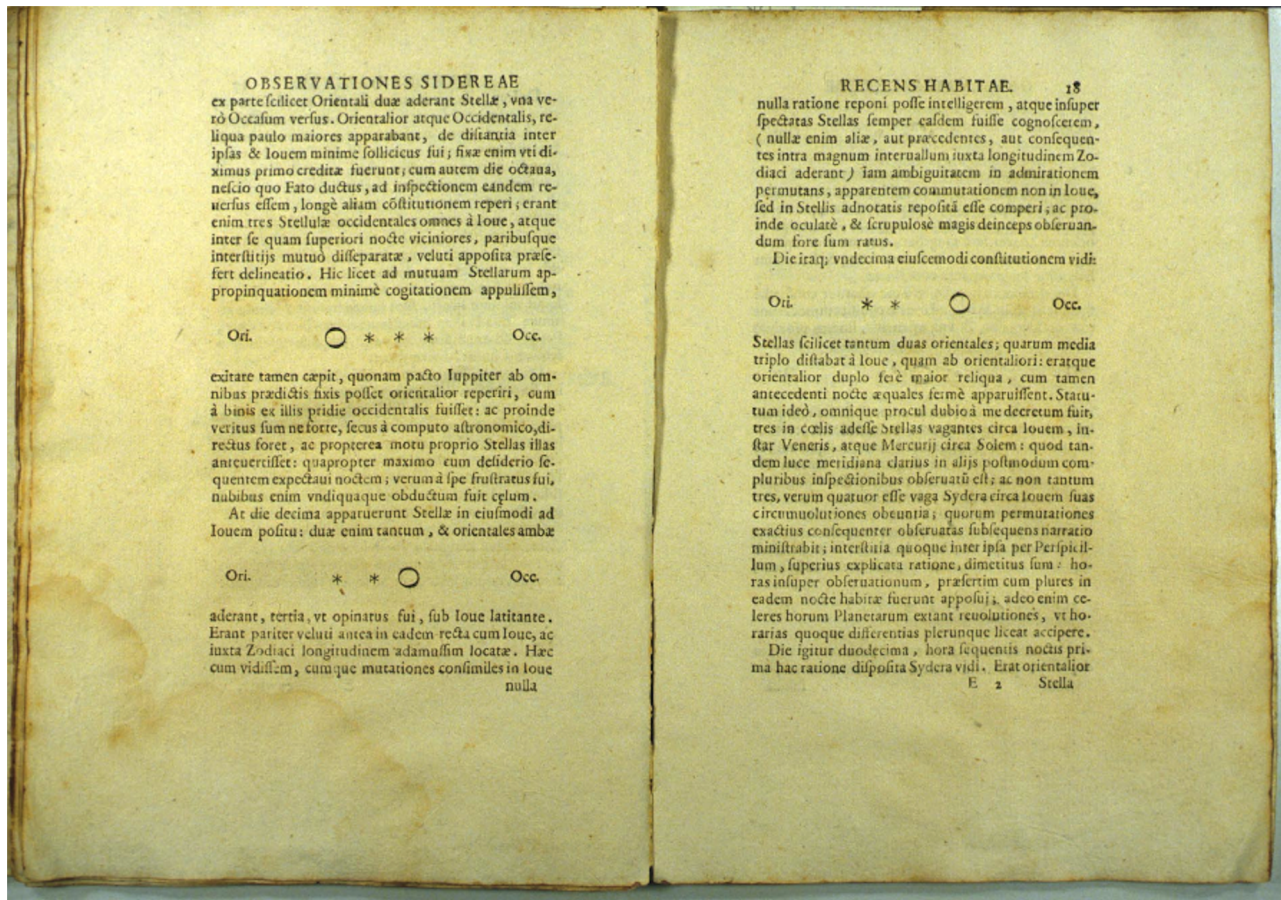 OBSERVATIONES SIDEREAE
ex parte ſcilicet Orientali duæ aderant Stellæ, vna ve-
rò Occaſum verſus. Orientalior atque Occidentalis, re-
liqua paulo maiores apparabant, de diſtantia inter
ipſas & Iouem minime ſollicicus fui; fixæ enim vti di-
ximus primo creditæ fuerunt; cum autem die octaua,
neſcio quo Fato ductus, ad inſpectionem eandem re-
uerſus eſſem, longè aliam cõſtitutionem reperi; erant
enim tres Stellulæ occidentales omnes à Ioue, atque
inter ſe quam ſuperiori nocte viciniores, paribuſque
interſtitijs mutuò diſſeparatæ, veluti appoſita præſe-
fert delineatio. Hic licet ad mutuam Stellarum ap-
propinquationem minimè cogitationem appuliſſem,
Ori. O * * * Occ.
exitare tamen cæpit, quonam pacto Iuppiter ab om-
nibus prædictis fixis poſſet orientalior reperiri, cum
à binis ex illis pridie occidentalis fuiſſet: ac proinde
veritus ſum ne forte, ſecus à computo aſtronomico, di-
rectus foret, ac propterea motu proprio Stellas illas
anteuertiſſet: quapropter maximo cum deſiderio ſe-
quentem expectaui noctem; verum à ſpe fruſtratus fui,
nubibus enim vndiquaque obductum fuit cęlum.
At die decima apparuerunt Stellæ in eiuſmodi ad
Iouem poſitu: duæ enim tantum, & orientales ambæ
Ori. * * O Occ.
aderant, tertia, vt opinatus fui, ſub Ioue latitante.
Erant pariter veluti antea in eadem recta cum Ioue, ac
iuxta Zodiaci longitudinem adamuſſim locatæ. Hæc
cum vidiſſem, cumque mutationes conſimiles in Ioue
nulla
RECENS HABITAE. 18
nulla ratione reponi poſſe intelligerem, atque inſuper
ſpectatas Stellas ſemper eaſdem fuiſſe cognoſcerem,
(nullæ enim aliæ, aut præcedentes, aut conſequen-
tes intra magnum interuallum iuxta longitudinem Zo-
diaci aderant) iam ambiguitatem in admirationem
permutans, apparentem commutationem non in Ioue,
ſed in Stellis adnotatis repoſitã eſſe comperi; ac pro-
inde oculatè, & ſcrupuloſè magis deinceps obſeruan-
dum fore ſum ratus.
Die itaq; vndecima eiuſcemodi conſtitutionem vidi:
Ori. * * O Occ.
Stellas ſcilicet tantum duas orientales; quarum media
triplo diſtabat à Ioue, quam ab orientaliori: eratque
orientalior duplo ferè maior reliqua, cum tamen
antecedenti nocte æquales fermè apparuiſſent. Statu-
tum ideò, omnique procul dubio à me decretum fuit,
tres in cœlis adeſſe Stellas vagantes circa Iouem, in-
ſtar Veneris, atque Mercurij circa Solem: quod tan-
dem luce meridiana clarius in alijs poſtmodum com-
pluribus inſpectionibus obſeruatũ eſt; ac non tantum
tres, verum quatuor eſſe vaga Sydera circa Iouem ſuas
circumuolutiones obeuntia; quorum permutationes
exactius conſequenter obſeruatas ſubſequens narratio
miniſtrabit; interſtitia quoque inter ipſa per Perſpicil-
lum, ſuperius explicata ratione, dimetitus ſum: ho-
ras inſuper obſeruationum, præſertim cum plures in
eadem nocte habitæ fuerunt appoſui; adeo enim ce-
leres horum Planetarum extant reuolutiones, vt ho-
rarias quoque differentias plerunque liceat accipere.
Die igitur duodecima, hora ſequentis noctis pri-
ma hac ratione diſpoſita Sydera vidi. Erat orientalior
E 2 Stella